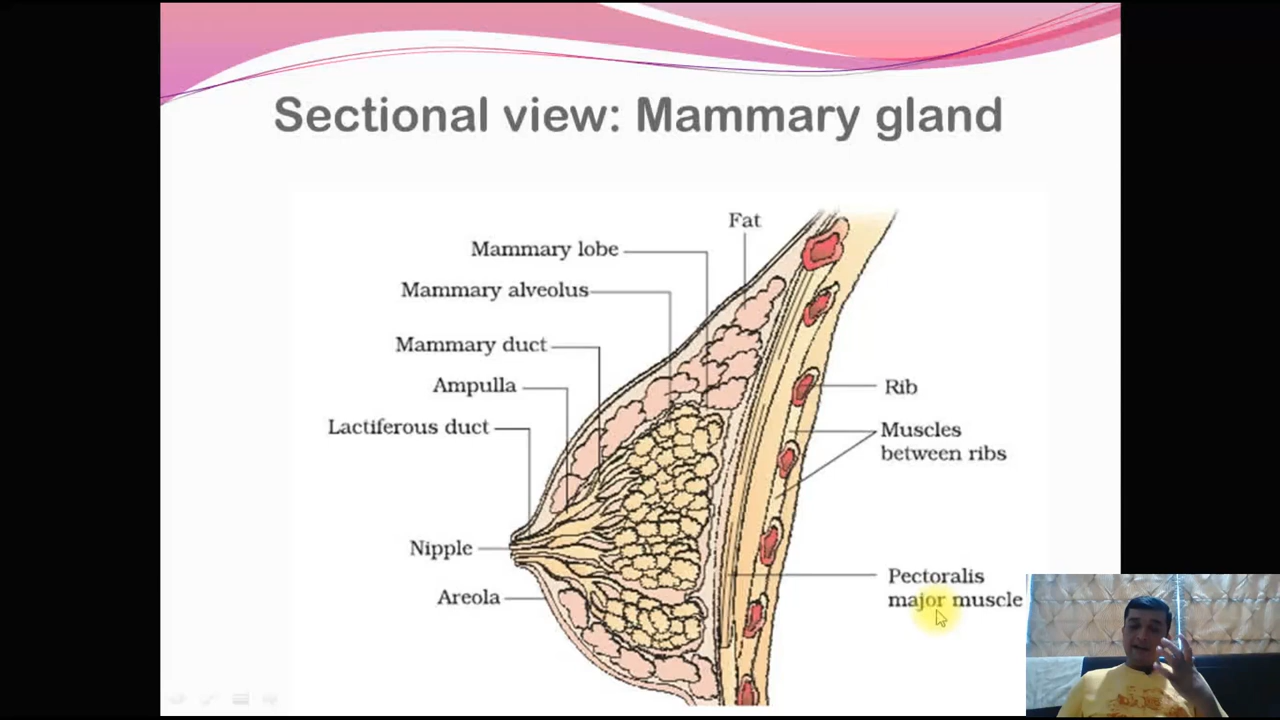 Sectional view: Mammary gland
Fat
Mammary lobe
Mammary alveolus
Mammary duct
Ampulla
Lactiferous duct
Nipple
Areola
Rib
Muscles
between ribs
Pectoralis
major muscle